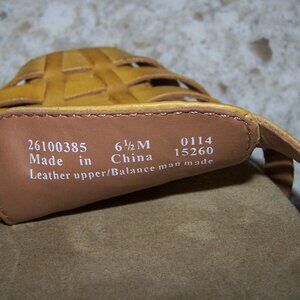 26100385 6½M 0114
Made in China 15260
Leather upper/Balance man made